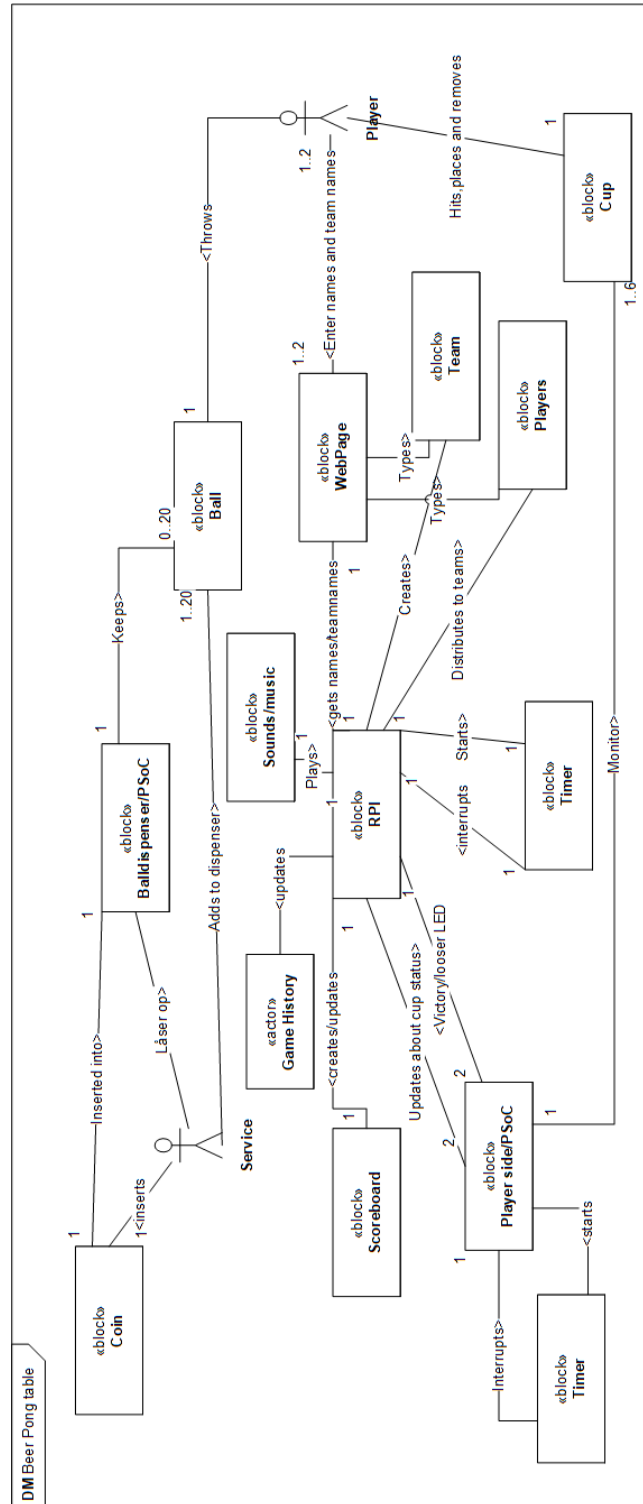 DM Beer Pong table
«block»
Coin
1
Inserted into>
1
1
<inserts
Service
Låser op>
Adds to dispenser>
«block»
Balldispenser/PSoC
1
Keeps>
0..20
1..20
«block»
Ball
1
<Throws
Player
1..2
<Enter names and team names
1..2
«block»
WebPage
1
<gets names/teamnames
1
Types>
Types>
«block»
Team
«block»
Players
Creates>
Distributes to teams>
1
«block»
Sounds/music
1
Plays>
1
«block»
RPI
«actor»
Game History
<updates
<creates/updates
1
1
«block»
Scoreboard
Updates about cup status>
2
<Victory/looser LED
1
2
<interrupts
1
1
Starts>
1
«block»
Timer
«block»
Player side/PSoC
1
Monitor>
1..6
«block»
Cup
1
Hits,places and removes
1
Interrupts>
<starts
«block»
Timer